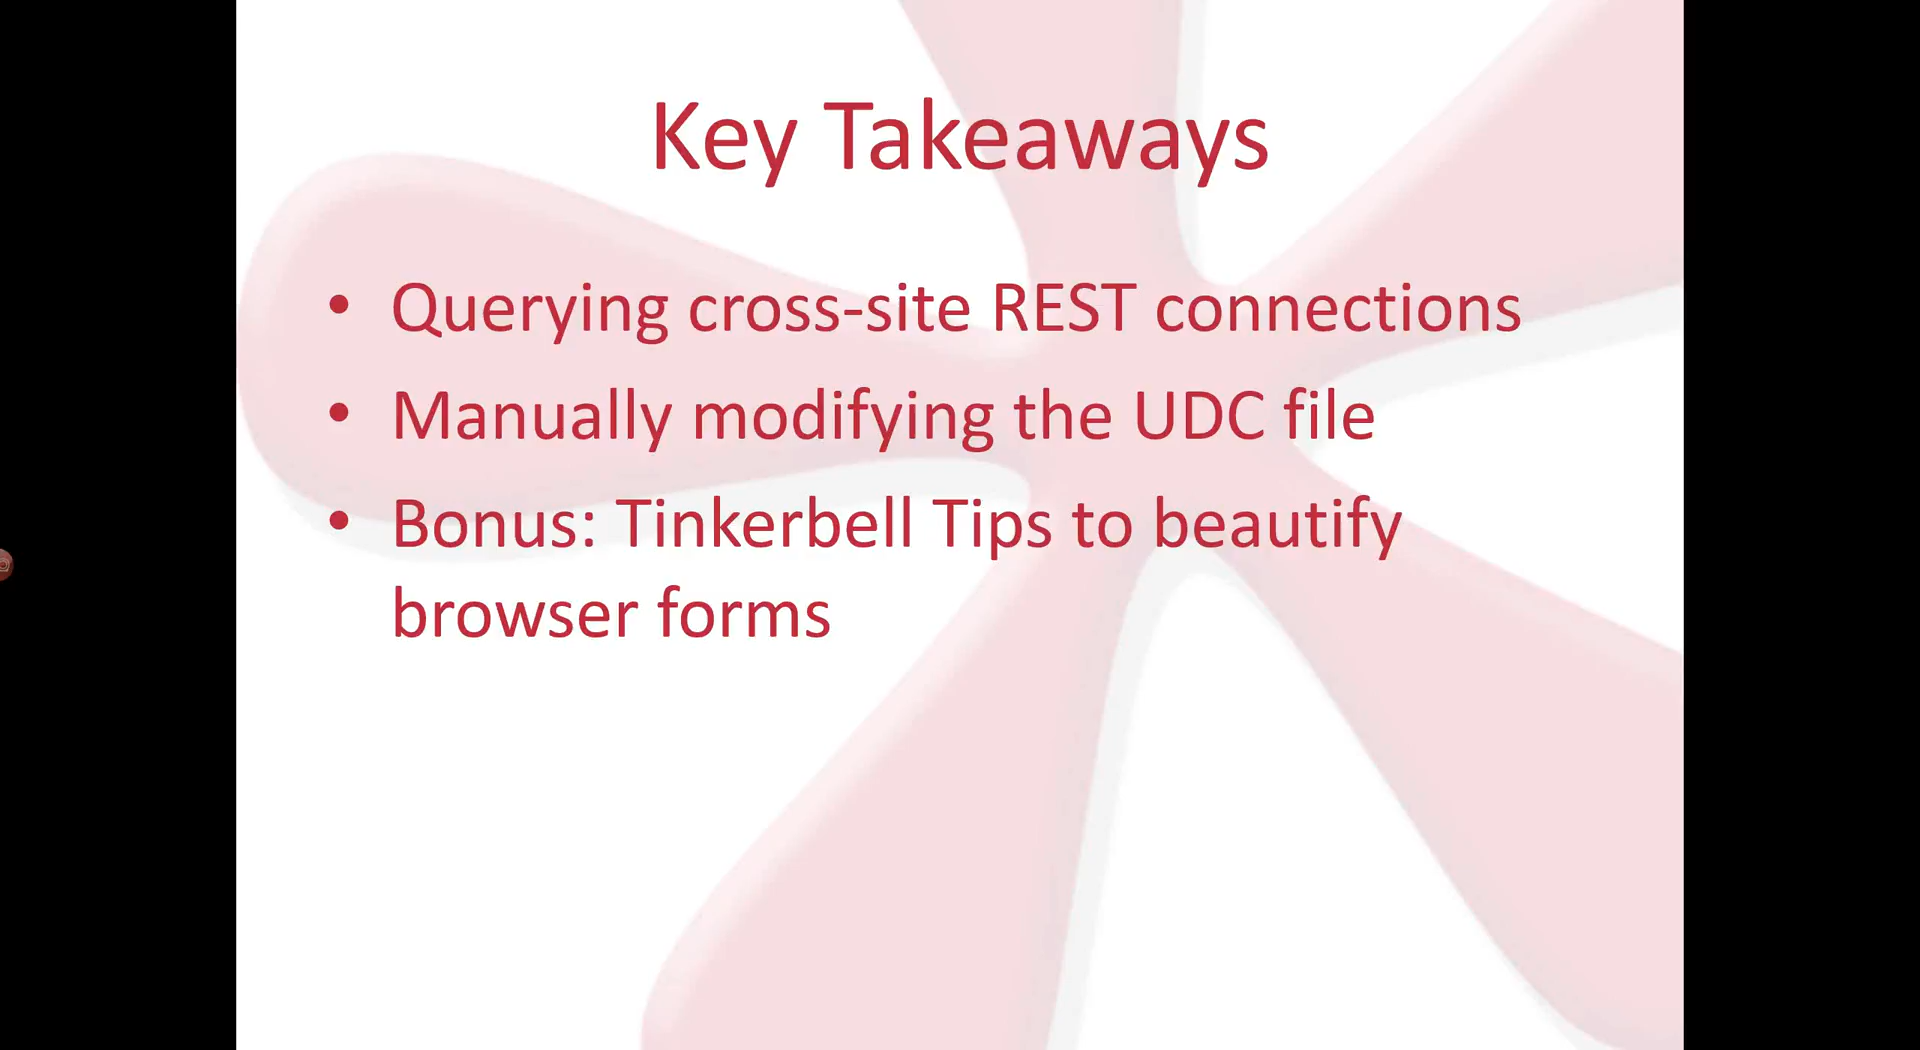 Key Takeaways
• Querying cross-site REST connections
• Manually modifying the UDC file
• Bonus: Tinkerbell Tips to beautify
browser forms